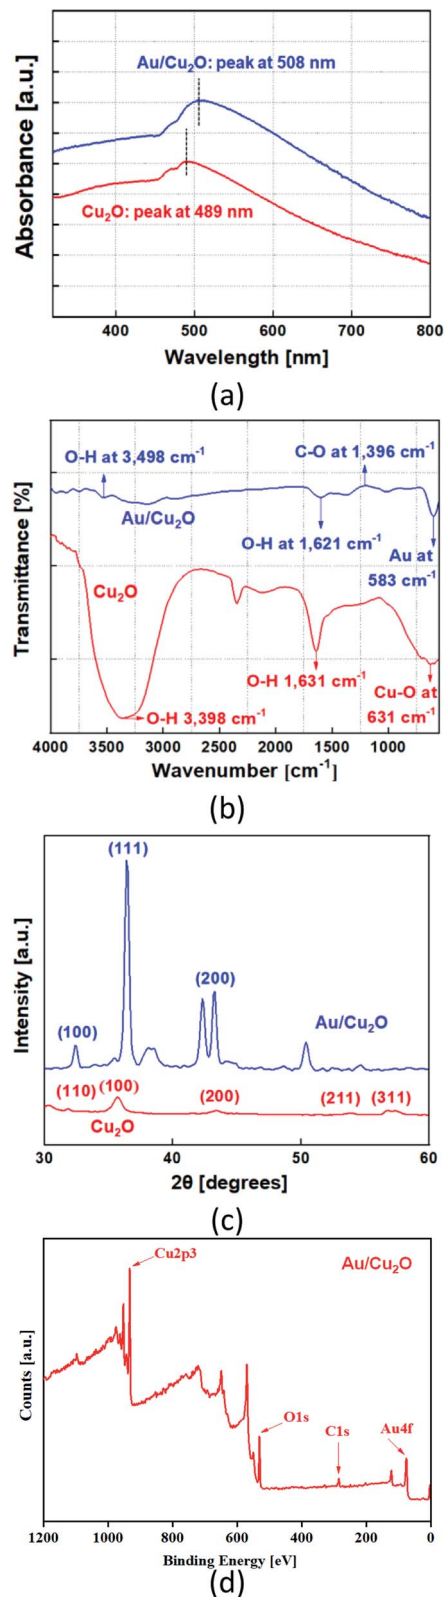 Absorbance [a.u.]
Au/Cu₂O: peak at 508 nm
Cu₂O: peak at 489 nm
400 500 600 700 800
Wavelength [nm]
(a)
Transmittance [%]
O-H at 3,498 cm⁻¹
C-O at 1,396 cm⁻¹
Au/Cu₂O
O-H at 1,621 cm⁻¹
Au at
583 cm⁻¹
Cu₂O
O-H 1,631 cm⁻¹
Cu-O at
631 cm⁻¹
O-H 3,398 cm⁻¹
4000 3500 3000 2500 2000 1500 1000
Wavenumber [cm⁻¹]
(b)
Intensity [a.u.]
(111)
(200)
(100)
Au/Cu₂O
(110) (100)
(200)
(211) (311)
Cu₂O
30 40 50 60
2θ [degrees]
(c)
Counts [a.u.]
Cu2p3
Au/Cu₂O
O1s
C1s
Au4f
1200 1000 800 600 400 200 0
Binding Energy [eV]
(d)